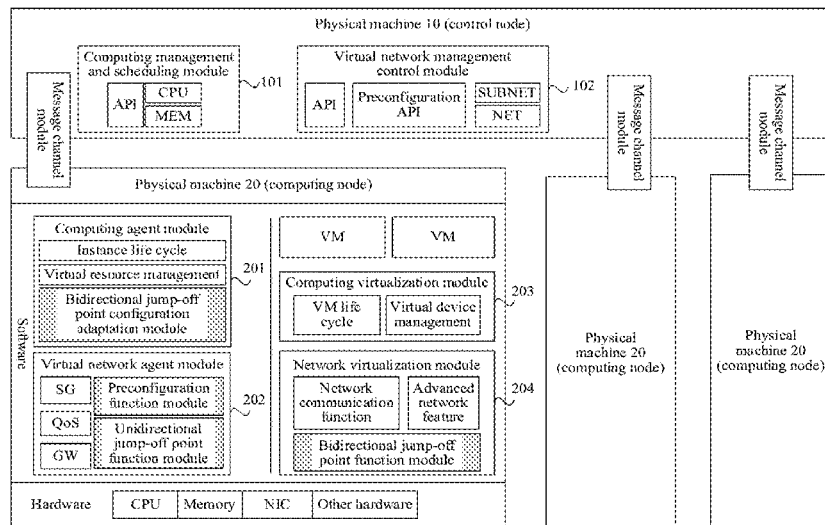 Physical machine 10 (control node)
Computing management
and scheduling module
101
API
CPU
MEM
Virtual network management
control module
102
API
Preconfiguration
API
SUBNET
NET
Message channel
module
Message channel
module
Message channel
module
Physical machine 20 (computing node)
Software
Computing agent module
Instance life cycle
Virtual resource management
Bidirectional jump-off
point configuration
adaptation module
201
Virtual network agent module
SG
QoS
GW
Preconfiguration
function module
Unidirectional
jump-off point
function module
202
VM
VM
Computing virtualization module
203
VM life
cycle
Virtual device
management
Network virtualization module
204
Network
communication
function
Advanced
network
feature
Bidirectional jump-off
point function module
Hardware
CPU
Memory
NIC
Other hardware
Physical
machine 20
(computing node)
Physical
machine 20
(computing node)